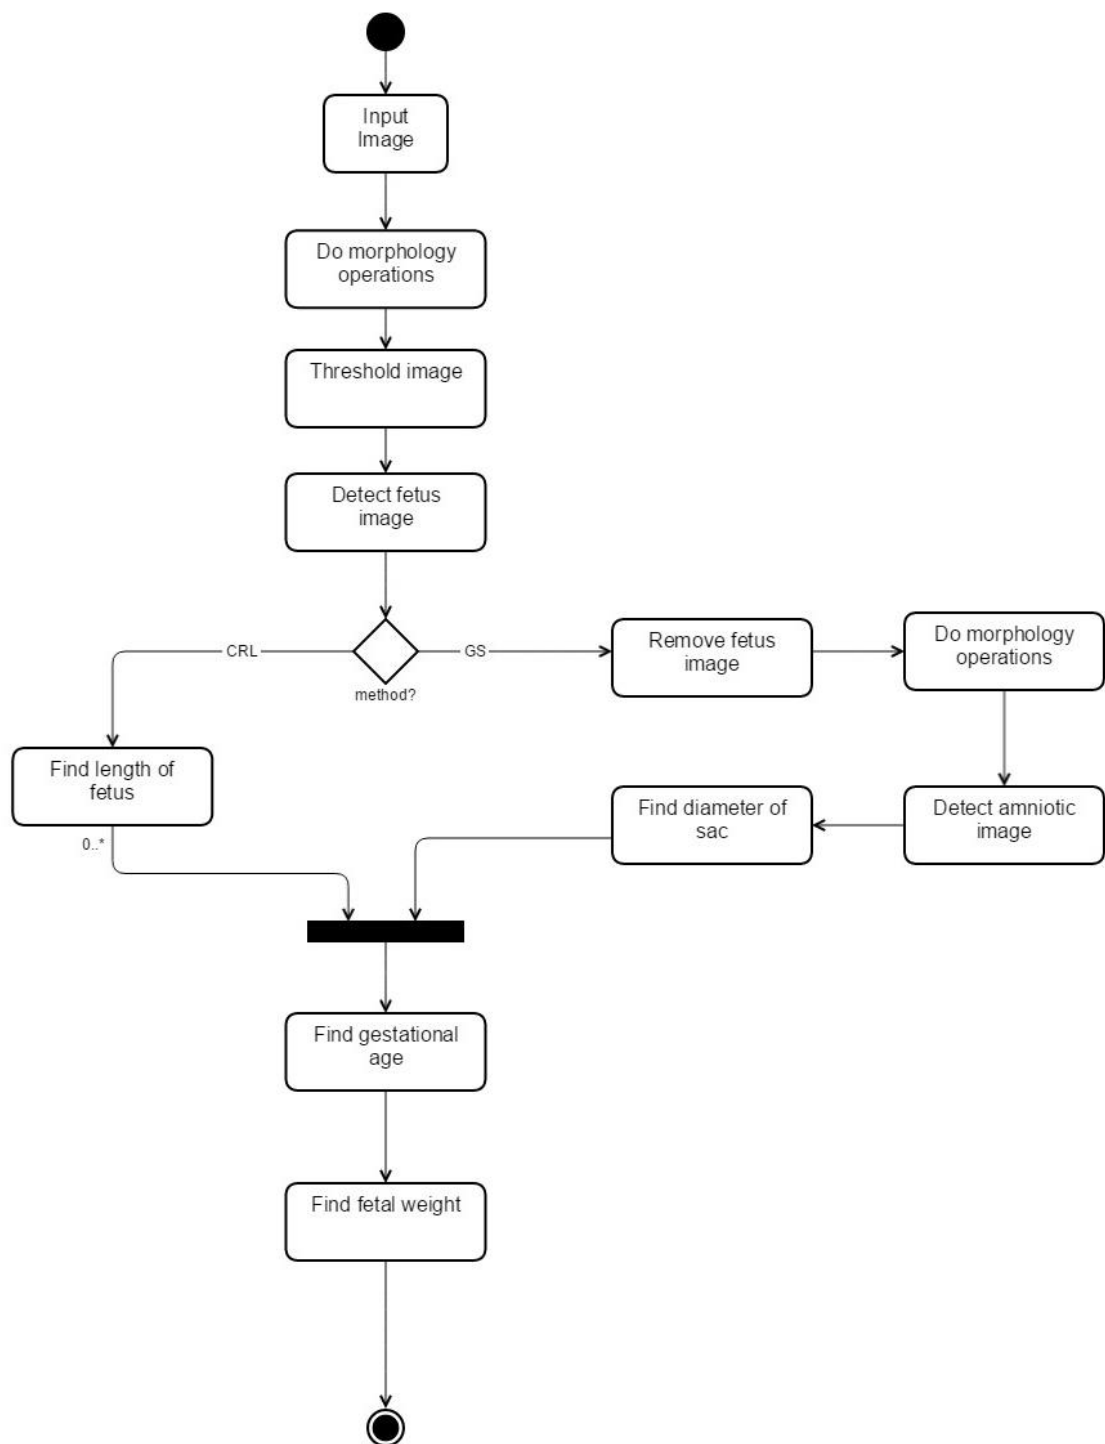 Input
Image
Do morphology
operations
Threshold image
Detect fetus
image
CRL
method?
GS
Remove fetus
image
Do morphology
operations
Find length of
fetus
0..*
Find diameter of
sac
Detect amniotic
image
Find gestational
age
Find fetal weight